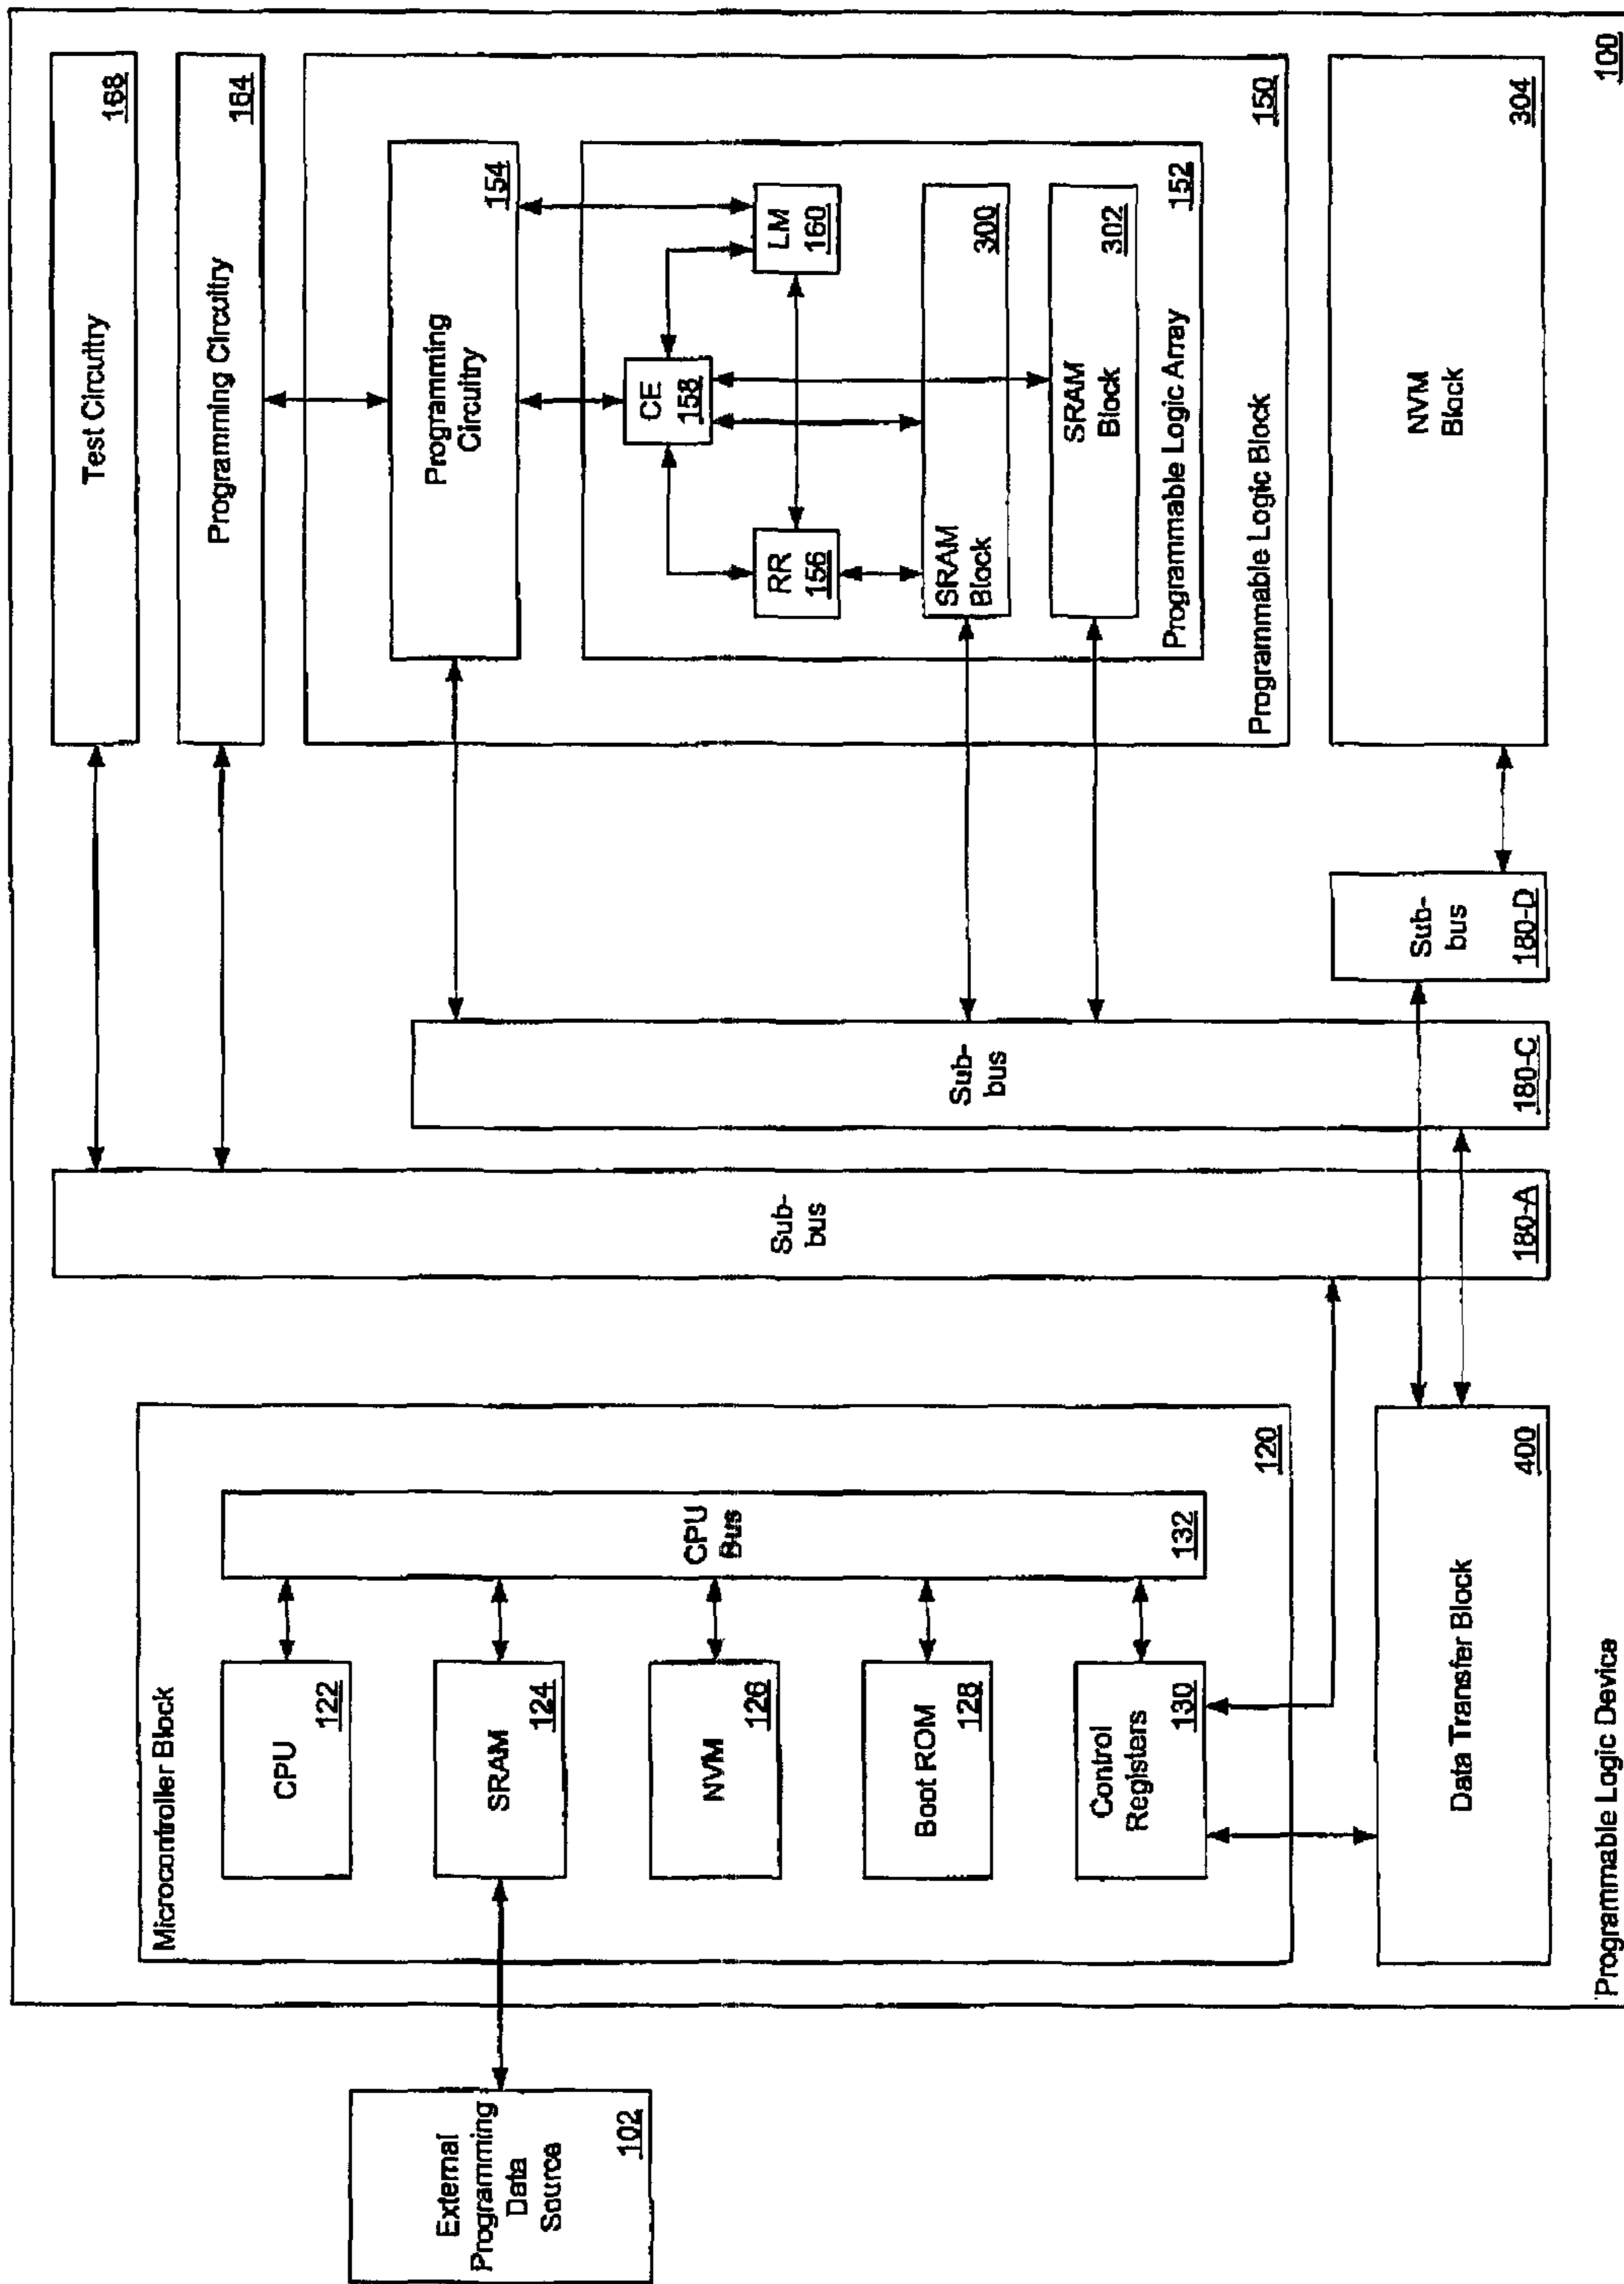 External
Programming
Data
Source
102
Microcontroller Block
CPU
122
SRAM
124
NVM
126
Boot ROM
128
Control
Registers
130
CPU
Bus
132
120
Data Transfer Block
400
Sub-
bus
180-A
Sub-
bus
180-C
Sub-
bus
180-D
Test Circuitry
168
Programming Circuitry
164
Programming
Circuitry
154
CE
158
LM
160
RR
156
SRAM
Block
300
SRAM
Block
302
Programmable Logic Array
152
Programmable Logic Block
150
NVM
Block
304
Programmable Logic Device
100